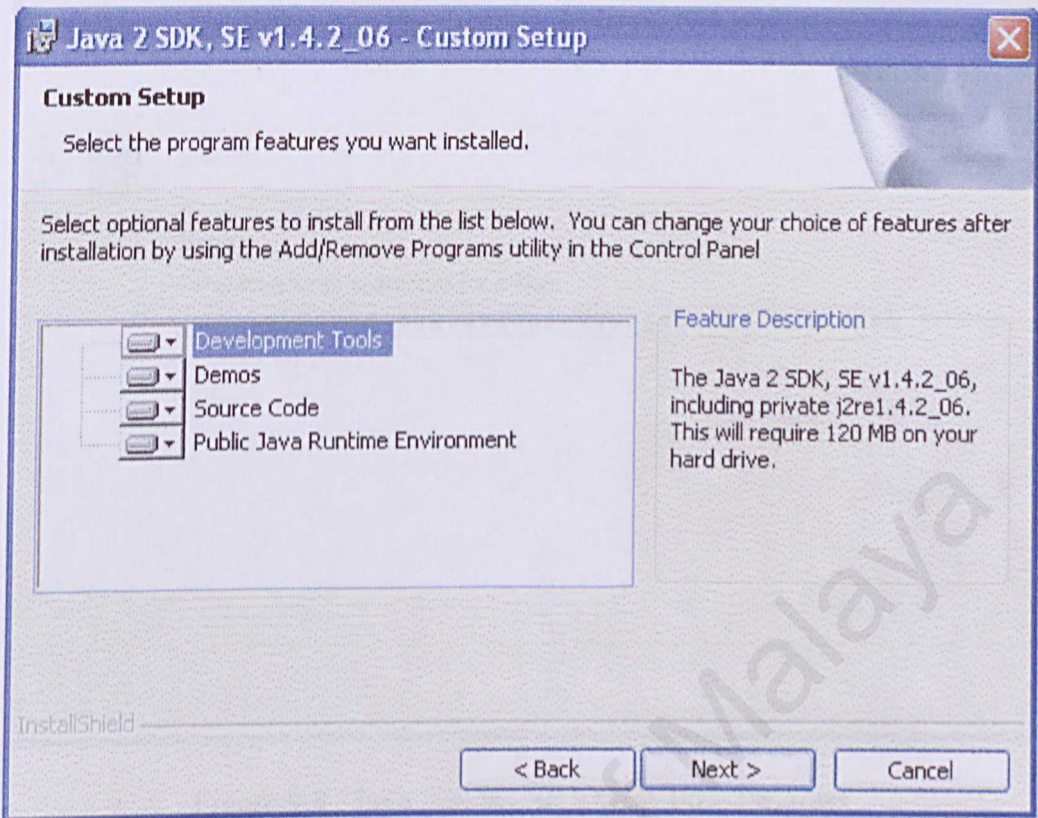 Java 2 SDK, SE v1.4.2_06 - Custom Setup
Custom Setup
Select the program features you want installed.
Select optional features to install from the list below. You can change your choice of features after
installation by using the Add/Remove Programs utility in the Control Panel
Development Tools
Demos
Source Code
Public Java Runtime Environment
Feature Description
The Java 2 SDK, SE v1.4.2_06,
including private j2re1.4.2_06.
This will require 120 MB on your
hard drive.
InstallShield
< Back
Next >
Cancel
of Malaya